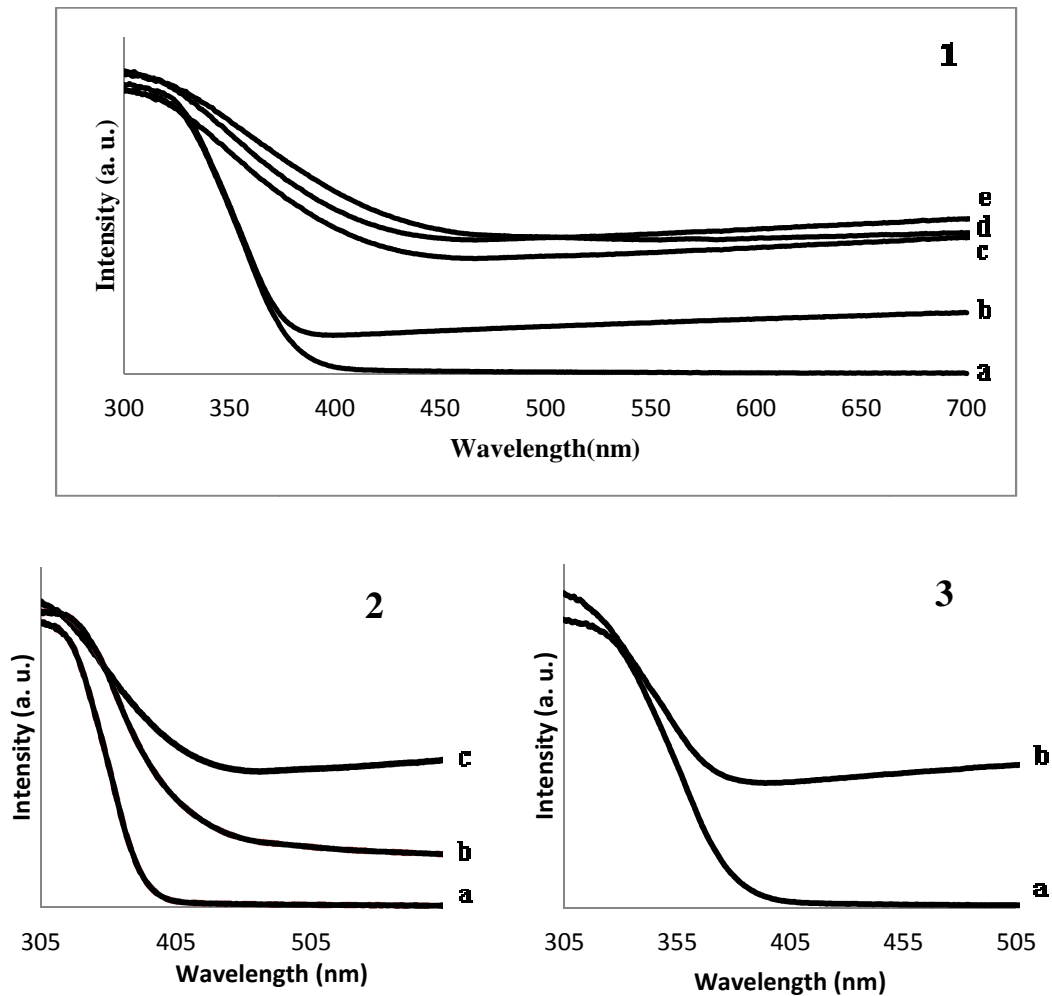 1
Intensity (a. u.)
e
d
c
b
a
300 350 400 450 500 550 600 650 700
Wavelength(nm)
2
Intensity (a. u.)
c
b
a
305 405 505
Wavelength (nm)
3
Intensity (a. u.)
b
a
305 355 405 455 505
Wavelength (nm)